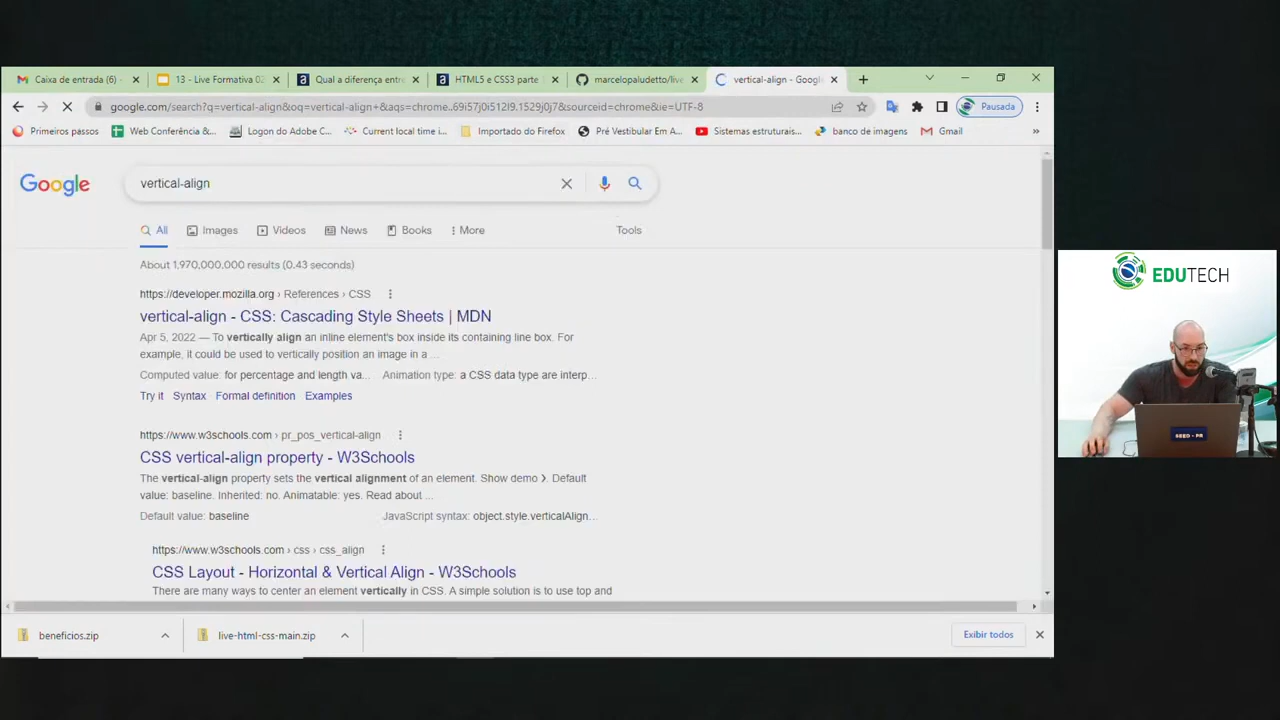 Caixa de entrada (6) -
13 - Live Formativa 02
Qual a diferença entre
HTML5 e CSS3 parte
marcelopaludetto/live
vertical-align - Google
google.com/search?q=vertical-align&oq=vertical-align+&aqs=chrome..69i57j0i512l9.1529j0j7&sourceid=chrome&ie=UTF-8
Pausada
Primeiros passos
Web Conferência &...
Logon do Adobe C...
Current local time i...
Importado do Firefox
Pré Vestibular Em A...
Sistemas estruturais...
banco de imagens
Gmail
»
Google
vertical-align
All
Images
Videos
News
Books
More
Tools
About 1,970,000,000 results (0.43 seconds)
https://developer.mozilla.org › References › CSS
vertical-align - CSS: Cascading Style Sheets | MDN
Apr 5, 2022 — To vertically align an inline element's box inside its containing line box. For
example, it could be used to vertically position an image in a ...
Computed value: for percentage and length va... Animation type: a CSS data type are interp...
Try it Syntax Formal definition Examples
https://www.w3schools.com › pr_pos_vertical-align
CSS vertical-align property - W3Schools
The vertical-align property sets the vertical alignment of an element. Show demo ❯. Default
value: baseline. Inherited: no. Animatable: yes. Read about ...
Default value: baseline JavaScript syntax: object.style.verticalAlign...
https://www.w3schools.com › css › css_align
CSS Layout - Horizontal & Vertical Align - W3Schools
There are many ways to center an element vertically in CSS. A simple solution is to use top and
beneficios.zip
live-html-css-main.zip
Exibir todos
EDUTECH
SEED - PR